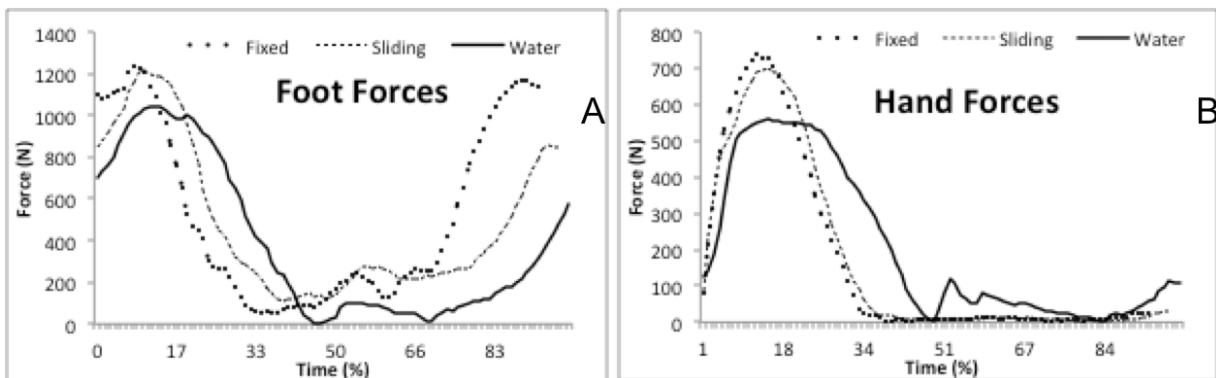 1400
1200
1000
800
600
400
200
0
Force (N)
Fixed Sliding Water
Foot Forces
A
0 17 33 50 66 83
Time (%)
800
700
600
500
400
300
200
100
0
Force (N)
Fixed Sliding Water
Hand Forces
B
1 18 34 51 67 84
Time (%)